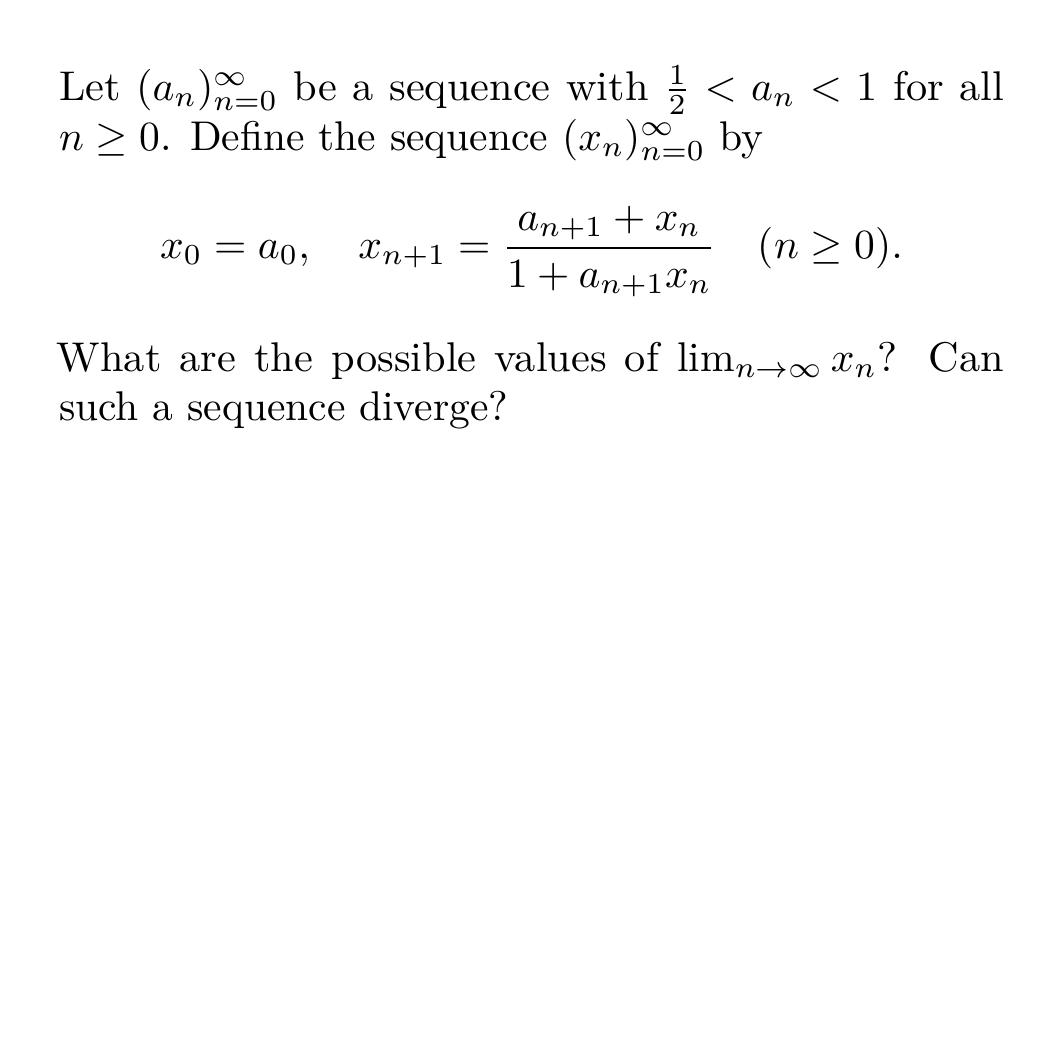 Let $(a_n)_{n=0}^{\infty}$ be a sequence with $\frac{1}{2} < a_n < 1$ for all
$n \geq 0$. Define the sequence $(x_n)_{n=0}^{\infty}$ by
$x_0 = a_0, \quad x_{n+1} = \frac{a_{n+1} + x_n}{1 + a_{n+1} x_n} \quad (n \geq 0).$
What are the possible values of $\lim_{n \to \infty} x_n$? Can
such a sequence diverge?